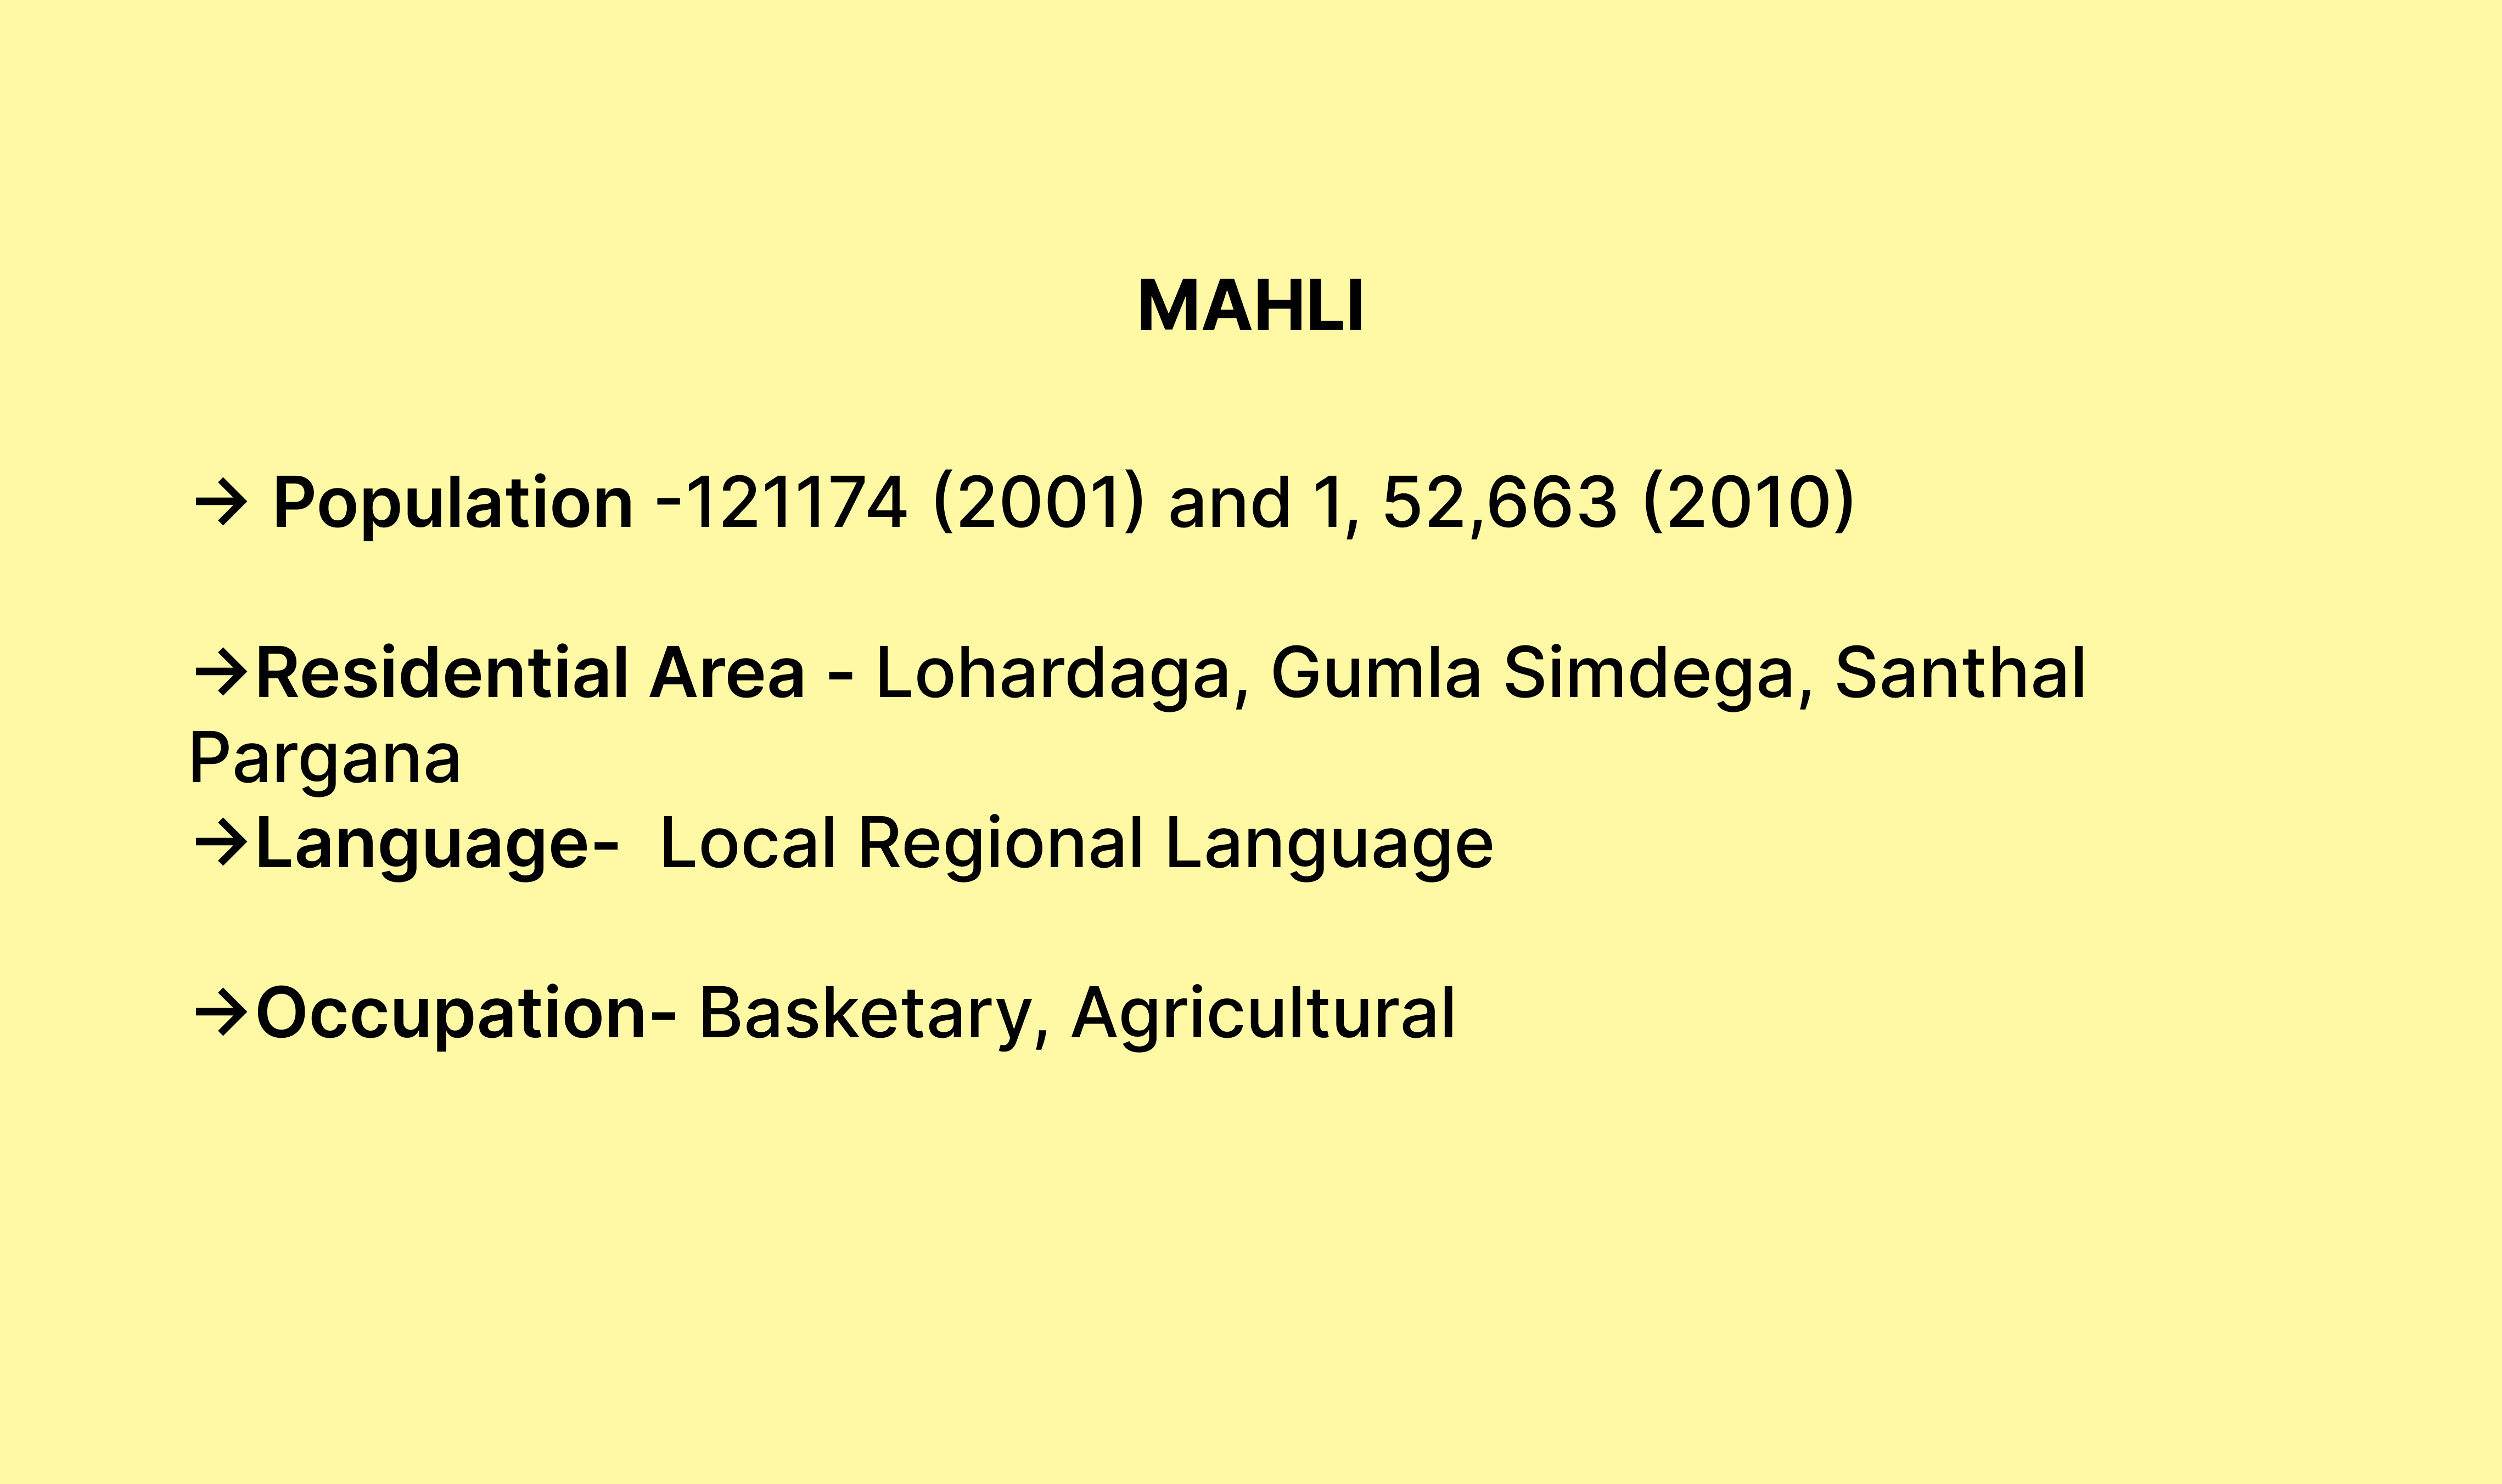 MAHLI
→ Population -121174 (2001) and 1, 52,663 (2010)
→Residential Area - Lohardaga, Gumla Simdega, Santhal
Pargana
→Language-  Local Regional Language
→Occupation- Basketary, Agricultural